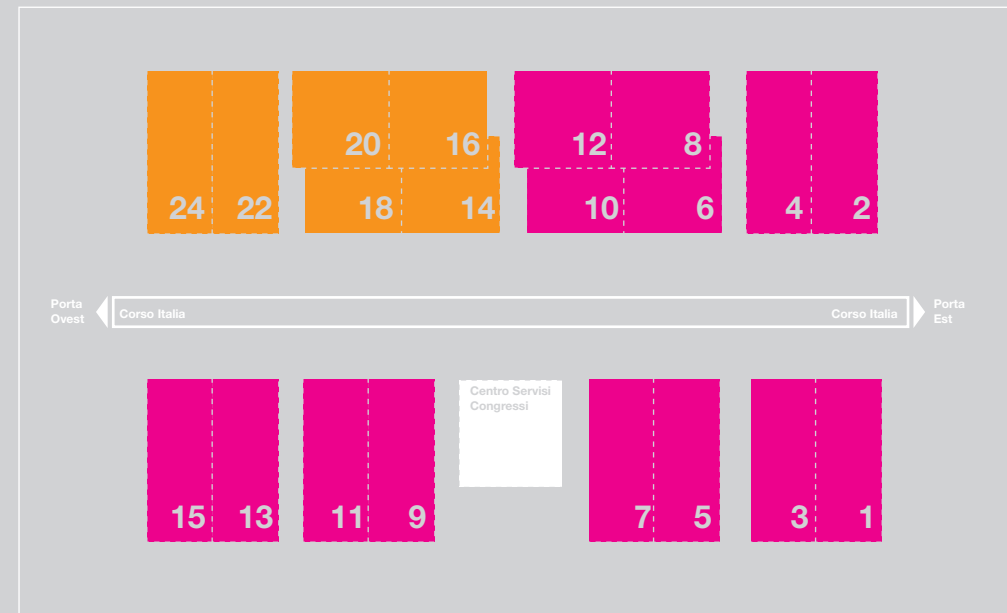 20 16
12 8
24 22
18 14
10 6
4 2
Porta
Ovest
Corso Italia
Corso Italia
Porta
Est
Centro Servisi
Congressi
15 13
11 9
7 5
3 1